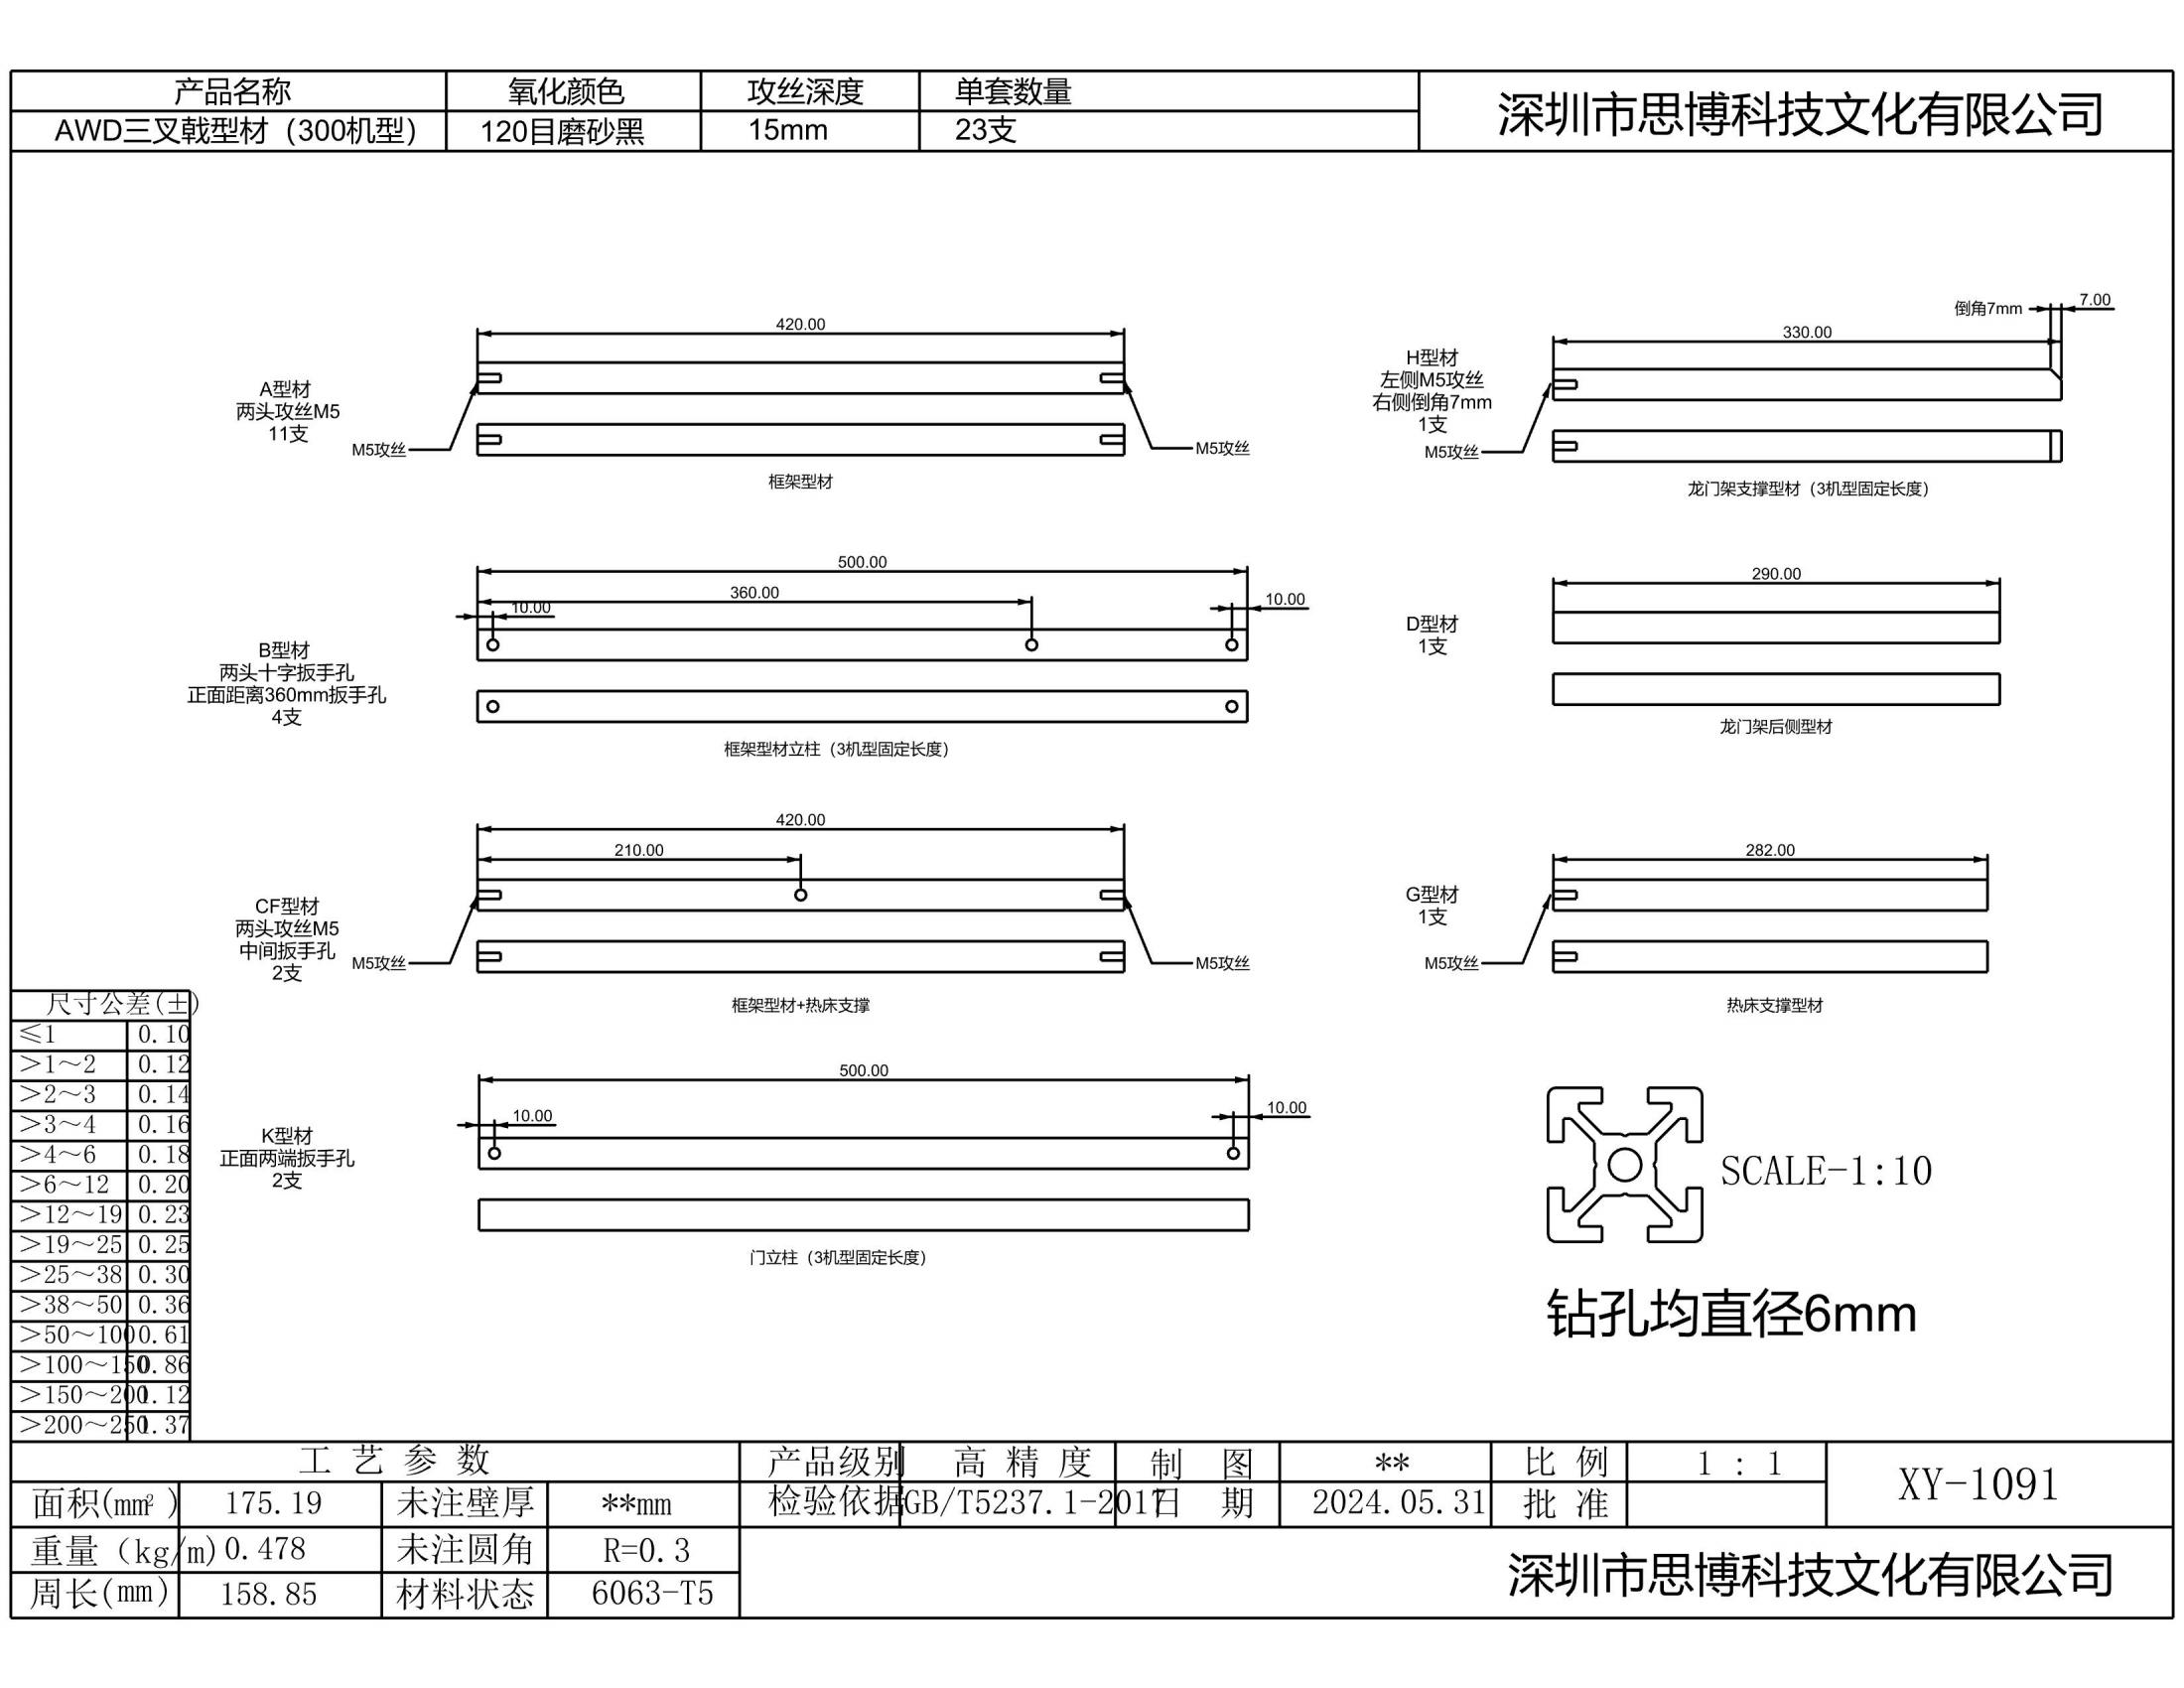 产品名称 氧化颜色 攻丝深度 单套数量
深圳市思博科技文化有限公司
AWD三叉戟型材（300机型） 120目磨砂黑 15mm 23支
420.00
A型材
两头攻丝M5
11支
M5攻丝
M5攻丝
框架型材
倒角7mm
7.00
330.00
H型材
左侧M5攻丝
右侧倒角7mm
1支
M5攻丝
龙门架支撑型材（3机型固定长度）
500.00
360.00
10.00
10.00
B型材
两头十字扳手孔
正面距离360mm扳手孔
4支
框架型材立柱（3机型固定长度）
290.00
D型材
1支
龙门架后侧型材
420.00
210.00
CF型材
两头攻丝M5
中间扳手孔
2支
M5攻丝
M5攻丝
框架型材+热床支撑
282.00
G型材
1支
M5攻丝
热床支撑型材
500.00
10.00
10.00
K型材
正面两端扳手孔
2支
门立柱（3机型固定长度）
SCALE-1:10
钻孔均直径6mm
尺寸公差(±)
≤1 0.10
>1～2 0.12
>2～3 0.14
>3～4 0.16
>4～6 0.18
>6～12 0.20
>12～19 0.23
>19～25 0.25
>25～38 0.30
>38～50 0.36
>50～100 0.61
>100～150 0.86
>150～200 1.12
>200～250 1.37
工艺参数 产品级别 高精度 制图 ** 比例 1:1
XY-1091
面积(mm²) 175.19 未注壁厚 **mm 检验依据 GB/T5237.1-2017 日期 2024.05.31 批准
重量（kg/m) 0.478 未注圆角 R=0.3
周长(mm) 158.85 材料状态 6063-T5
深圳市思博科技文化有限公司